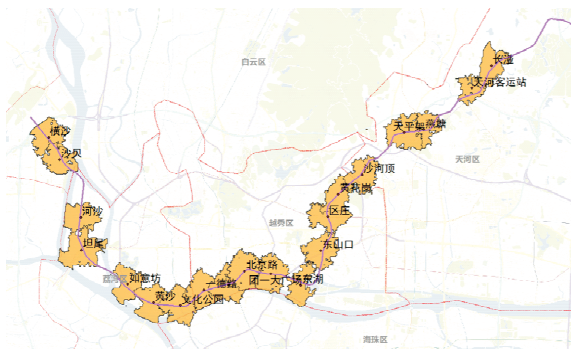 长湴
白云区
天河客运站
燕塘
天平架
横沙
沙贝
天河区
沙河顶
黄花岗
河沙
区庄
越秀区
坦尾
东山口
北京路
如意坊
荔湾区
团一大
东湖
一德路
黄沙
文化公园
海珠区